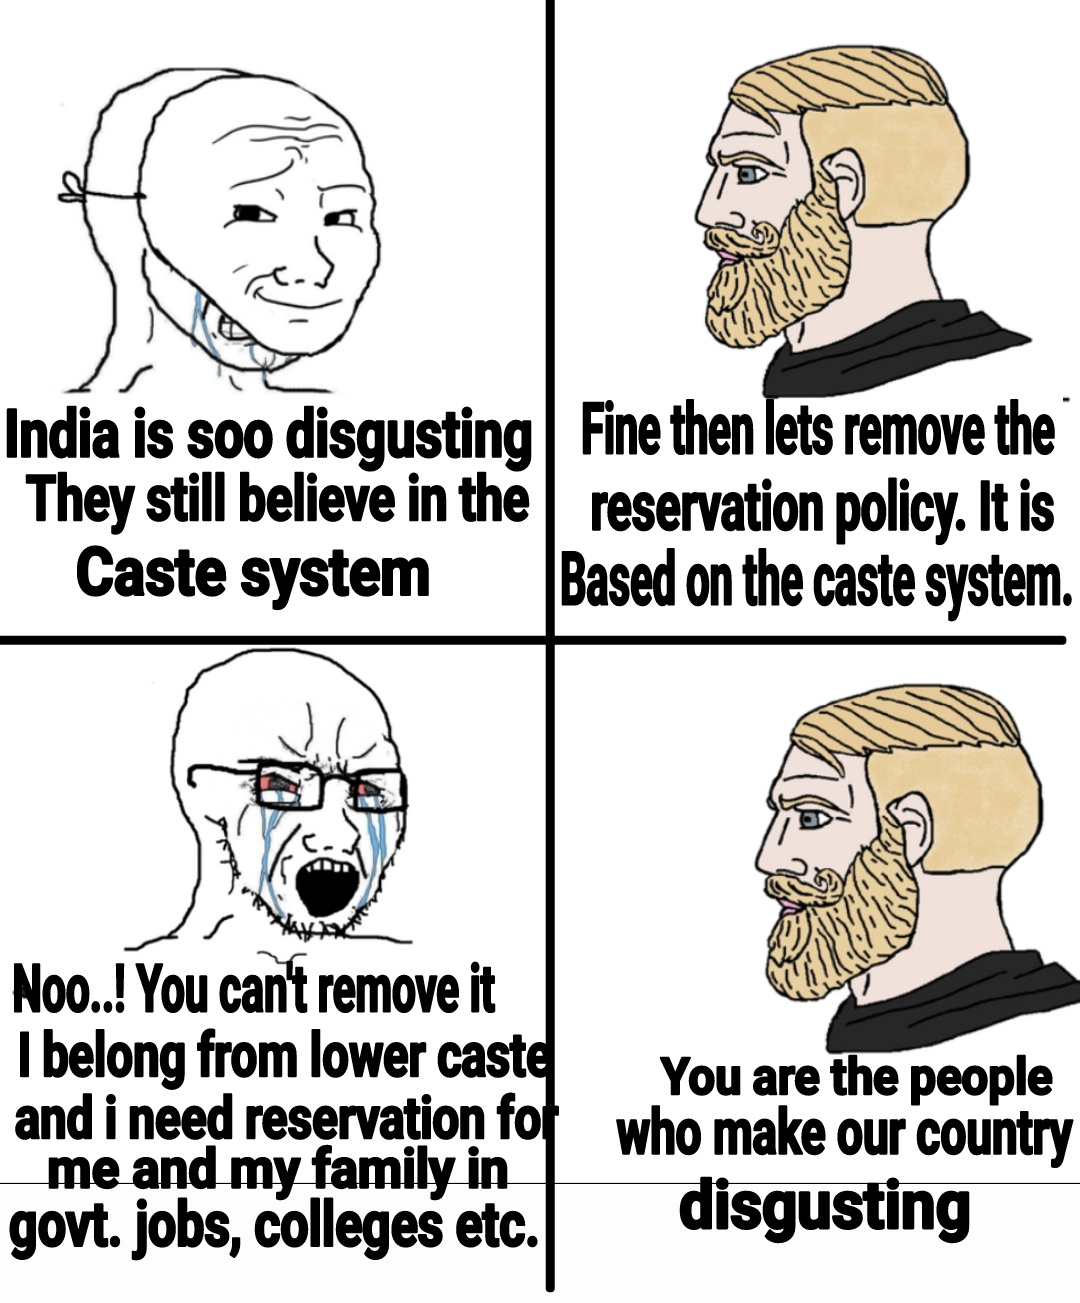 India is soo disgusting
They still believe in the
Caste system
Fine then lets remove the
reservation policy. It is
Based on the caste system.
Noo..! You can't remove it
I belong from lower caste
and i need reservation for
me and my family in
govt. jobs, colleges etc.
You are the people
who make our country
disgusting